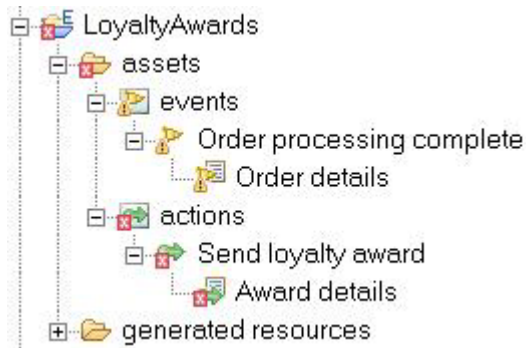 LoyaltyAwards
assets
events
Order processing complete
Order details
actions
Send loyalty award
Award details
generated resources